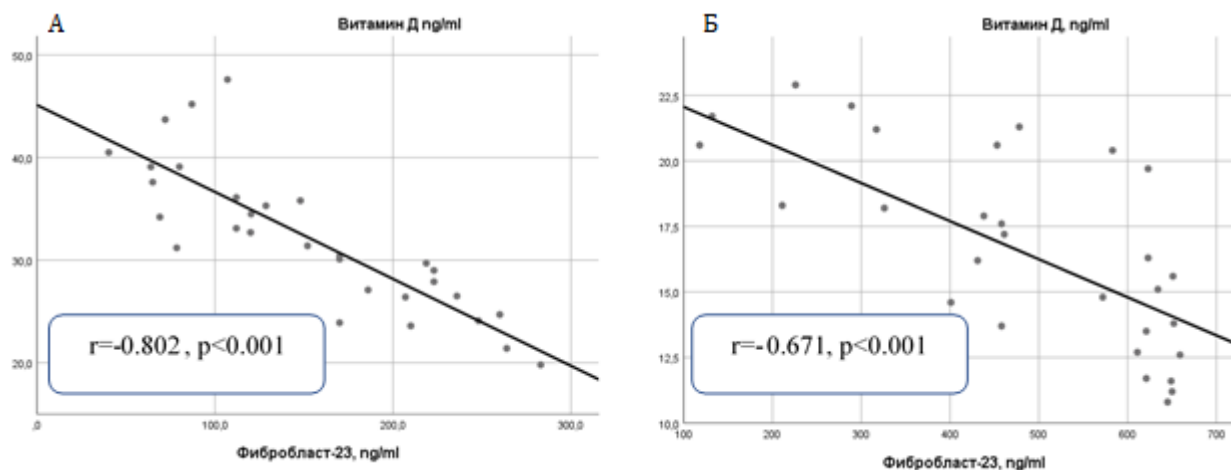 А
Витамин Д ng/ml
50,0
40,0
30,0
20,0
r=-0.802 , p<0.001
,0
100,0
200,0
300,0
Фибробласт-23, ng/ml
Б
Витамин Д, ng/ml
22,5
20,0
17,5
15,0
12,5
10,0
r=-0.671, p<0.001
100
200
300
400
500
600
700
Фибробласт-23, ng/ml